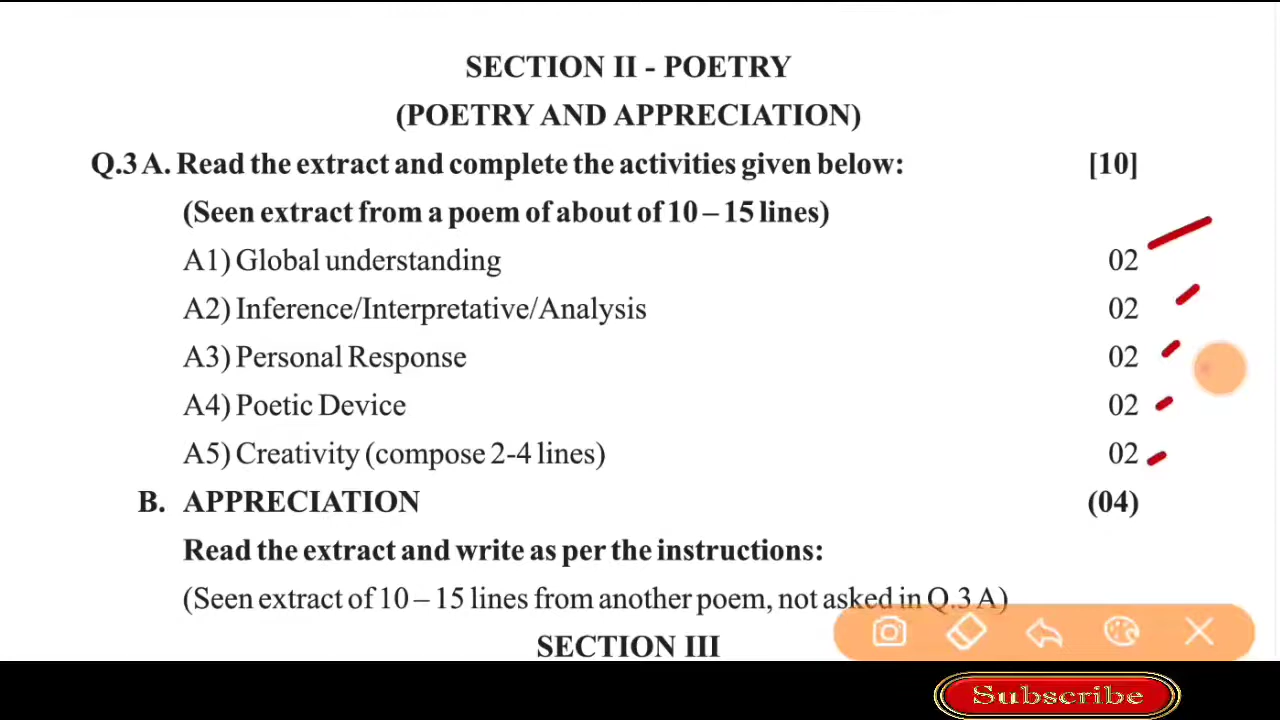 SECTION II - POETRY
(POETRY AND APPRECIATION)
Q.3 A. Read the extract and complete the activities given below: [10]
(Seen extract from a poem of about of 10 – 15 lines)
A1) Global understanding 02
A2) Inference/Interpretative/Analysis 02
A3) Personal Response 02
A4) Poetic Device 02
A5) Creativity (compose 2-4 lines) 02
B. APPRECIATION (04)
Read the extract and write as per the instructions:
(Seen extract of 10 – 15 lines from another poem, not asked in Q.3 A)
SECTION III
Subscribe